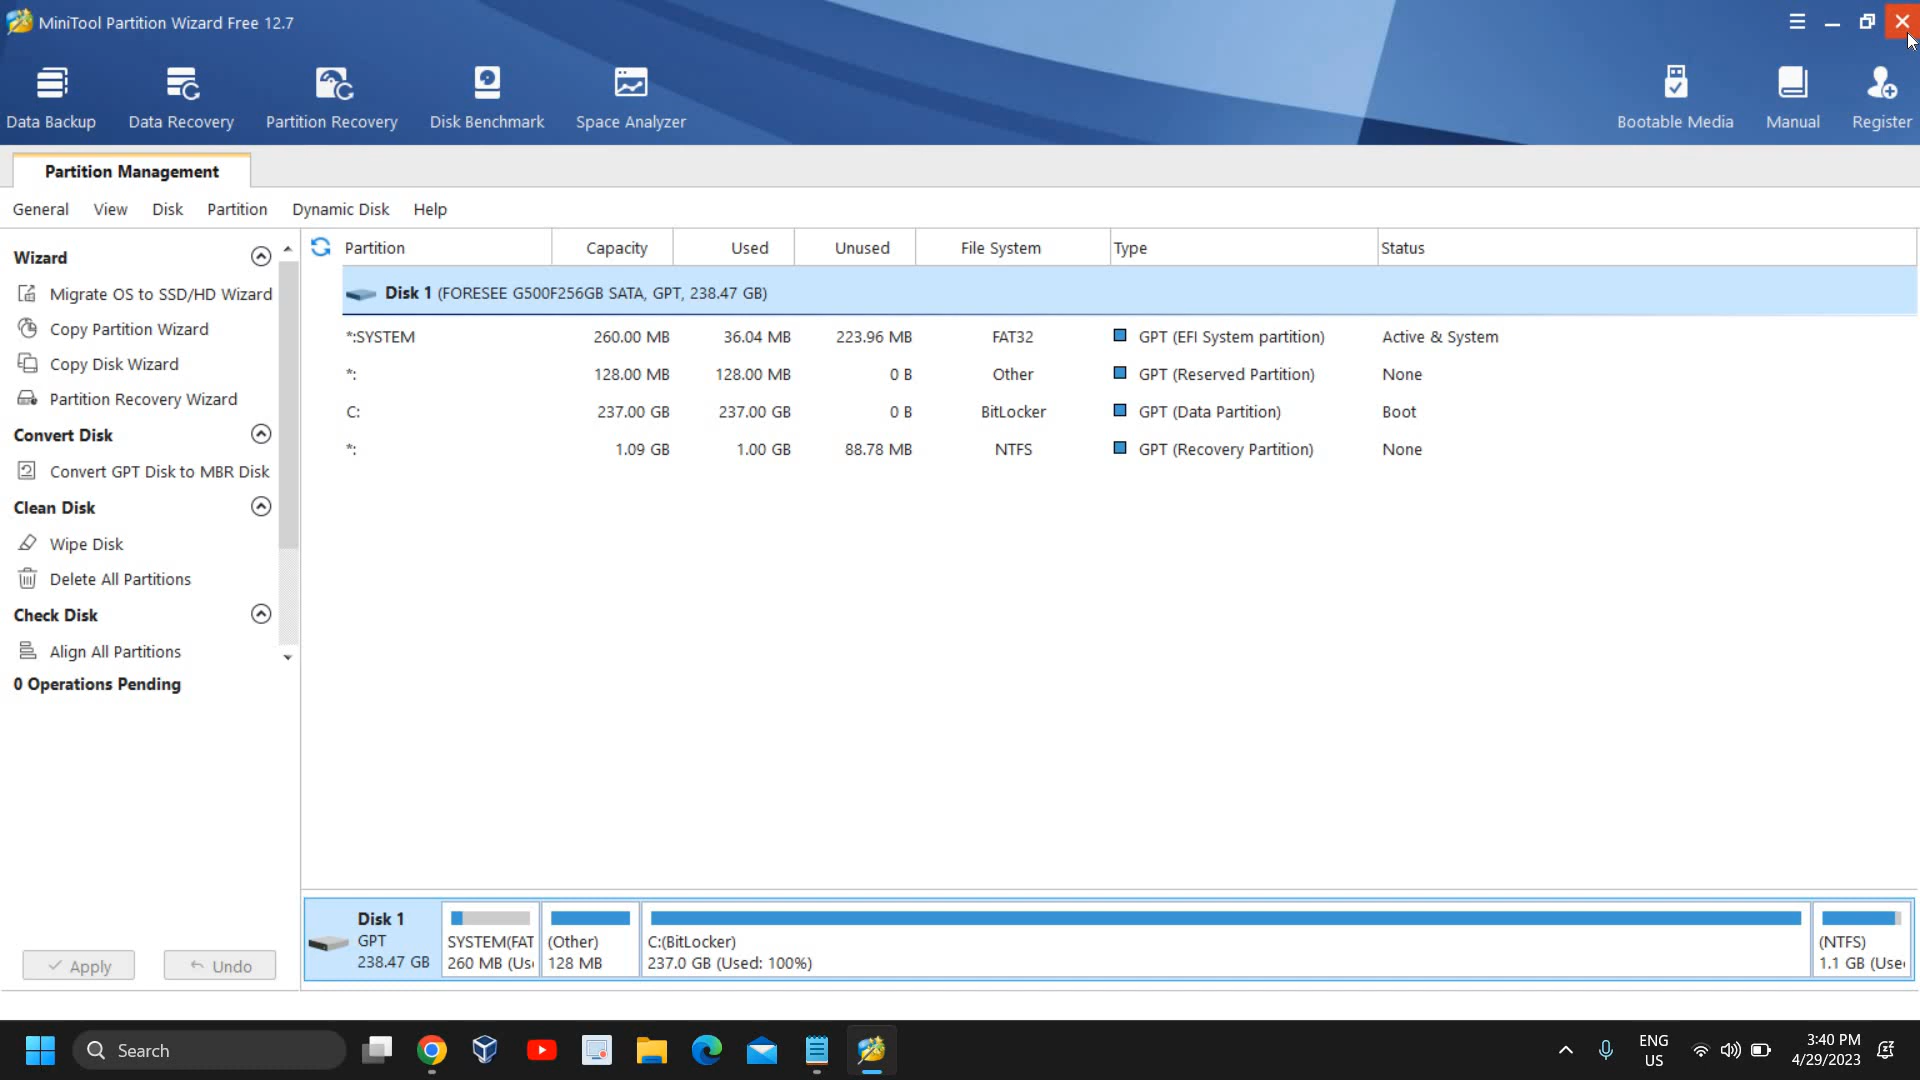 MiniTool Partition Wizard Free 12.7
Data Backup
Data Recovery
Partition Recovery
Disk Benchmark
Space Analyzer
Bootable Media
Manual
Register
Partition Management
General View Disk Partition Dynamic Disk Help
Wizard
Migrate OS to SSD/HD Wizard
Copy Partition Wizard
Copy Disk Wizard
Partition Recovery Wizard
Convert Disk
Convert GPT Disk to MBR Disk
Clean Disk
Wipe Disk
Delete All Partitions
Check Disk
Align All Partitions
0 Operations Pending
Apply
Undo
Partition Capacity Used Unused File System Type Status
Disk 1 (FORESEE G500F256GB SATA, GPT, 238.47 GB)
*:SYSTEM 260.00 MB 36.04 MB 223.96 MB FAT32 GPT (EFI System partition) Active & System
*: 128.00 MB 128.00 MB 0 B Other GPT (Reserved Partition) None
C: 237.00 GB 237.00 GB 0 B BitLocker GPT (Data Partition) Boot
*: 1.09 GB 1.00 GB 88.78 MB NTFS GPT (Recovery Partition) None
Disk 1
GPT
238.47 GB
SYSTEM(FAT
260 MB (Us
(Other)
128 MB
C:(BitLocker)
237.0 GB (Used: 100%)
(NTFS)
1.1 GB (Use
Search
ENG
US
3:40 PM
4/29/2023